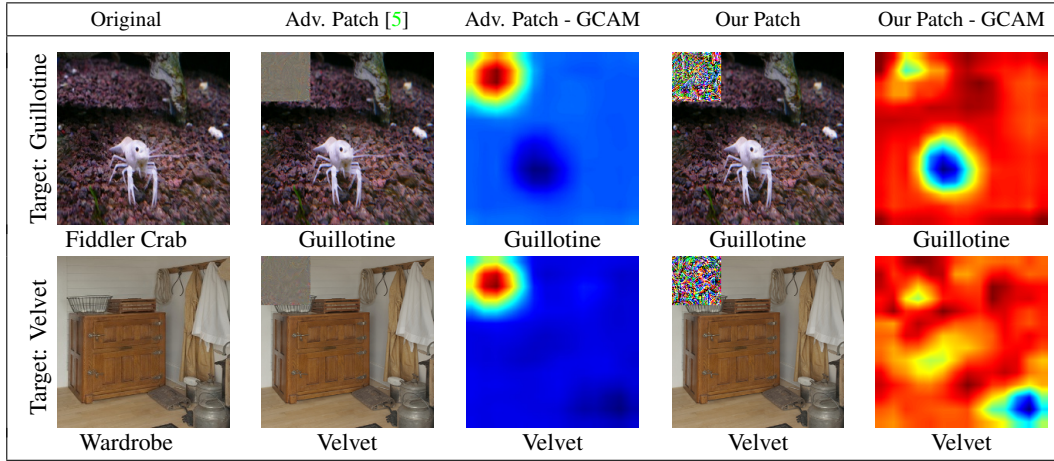 Original Adv. Patch [5] Adv. Patch - GCAM Our Patch Our Patch - GCAM
Target: Guillotine
Fiddler Crab Guillotine Guillotine Guillotine Guillotine
Target: Velvet
Wardrobe Velvet Velvet Velvet Velvet